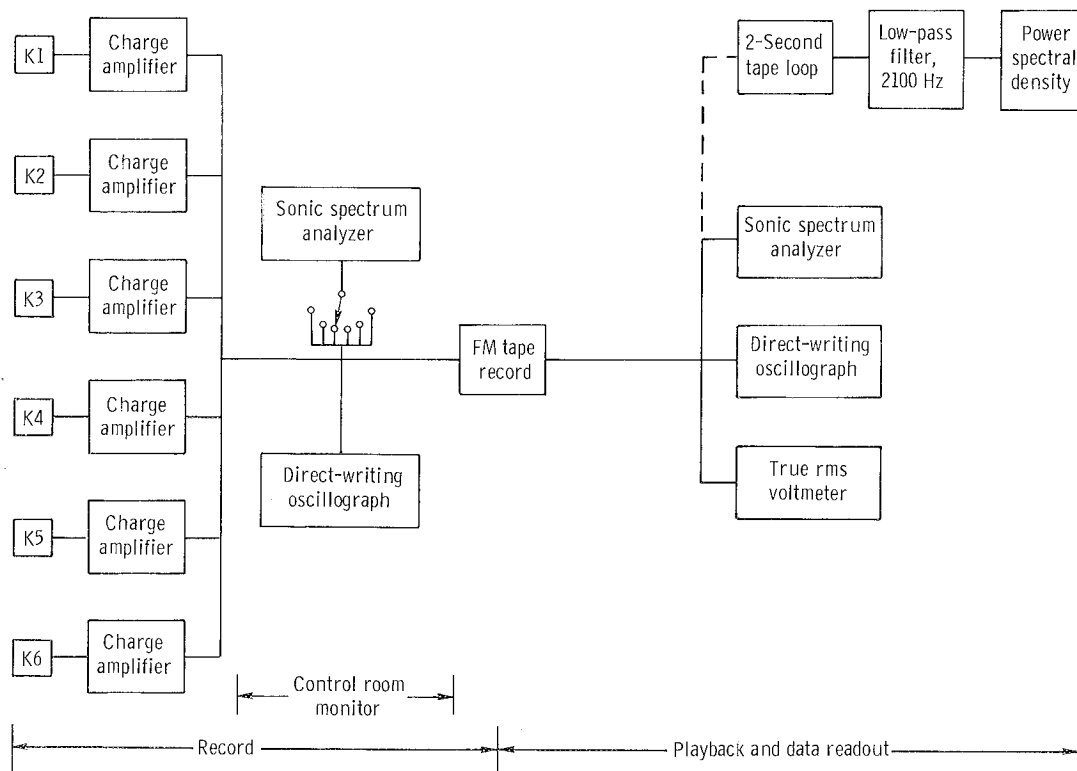 K1
Charge
amplifier
K2
Charge
amplifier
K3
Charge
amplifier
K4
Charge
amplifier
K5
Charge
amplifier
K6
Charge
amplifier
Sonic spectrum
analyzer
Direct-writing
oscillograph
FM tape
record
2-Second
tape loop
Low-pass
filter,
2100 Hz
Power
spectral
density
Sonic spectrum
analyzer
Direct-writing
oscillograph
True rms
voltmeter
Control room
monitor
Record
Playback and data readout